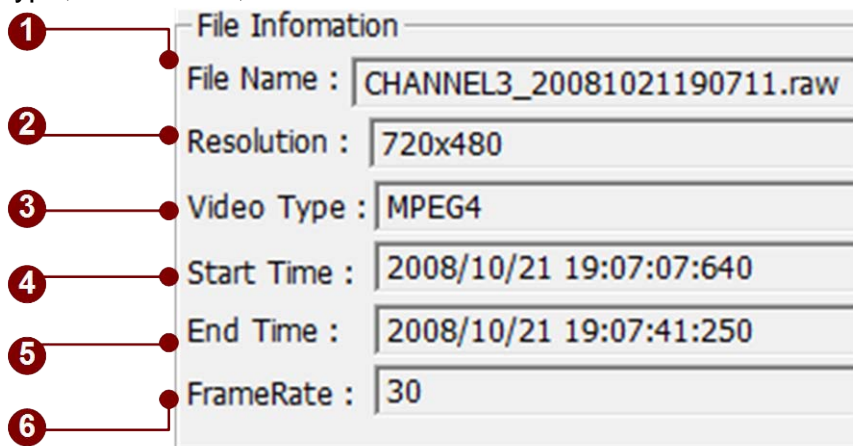 1 File Infomation
File Name : CHANNEL3_20081021190711.raw
2 Resolution : 720x480
3 Video Type : MPEG4
4 Start Time : 2008/10/21 19:07:07:640
5 End Time : 2008/10/21 19:07:41:250
6 FrameRate : 30